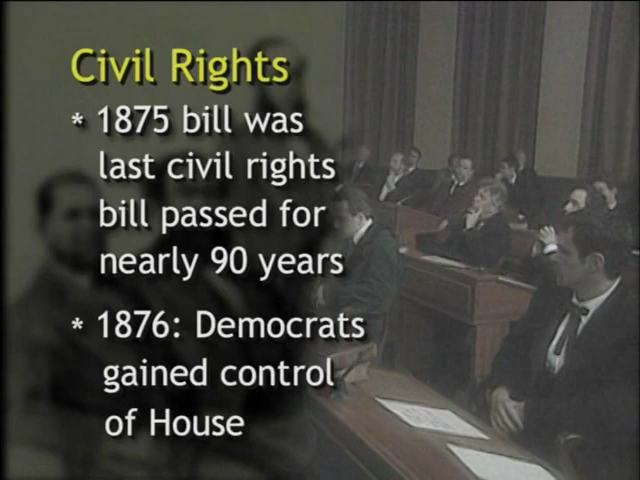 Civil Rights
* 1875 bill was
last civil rights
bill passed for
nearly 90 years
* 1876: Democrats
gained control
of House